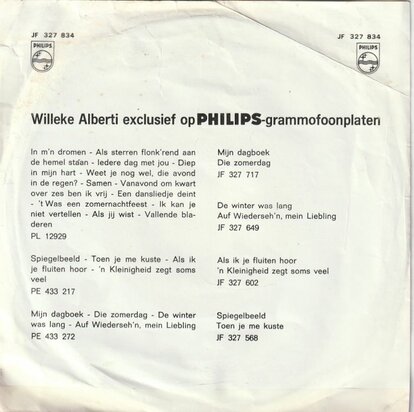 JF 327 834
JF 327 834
PHILIPS
PHILIPS
Willeke Alberti exclusief op PHILIPS-grammofoonplaten
In m'n dromen - Als sterren flonk'rend aan
de hemel staan - Iedere dag met jou - Diep
in mijn hart - Weet je nog wel, die avond
in de regen? - Samen - Vanavond om kwart
over zes ben ik vrij - Een dansliedje deint
- 't Was een zomernachtfeest - Ik kan je
niet vertellen - Als jij wist - Vallende bla-
deren
PL 12929
Spiegelbeeld - Toen je me kuste - Als ik
je fluiten hoor - 'n Kleinigheid zegt soms
veel
PE 433 217
Mijn dagboek - Die zomerdag - De winter
was lang - Auf Wiederseh'n, mein Liebling
PE 433 272
Mijn dagboek
Die zomerdag
JF 327 717
De winter was lang
Auf Wiederseh'n, mein Liebling
JF 327 649
Als ik je fluiten hoor
'n Kleinigheid zegt soms veel
JF 327 602
Spiegelbeeld
Toen je me kuste
JF 327 568